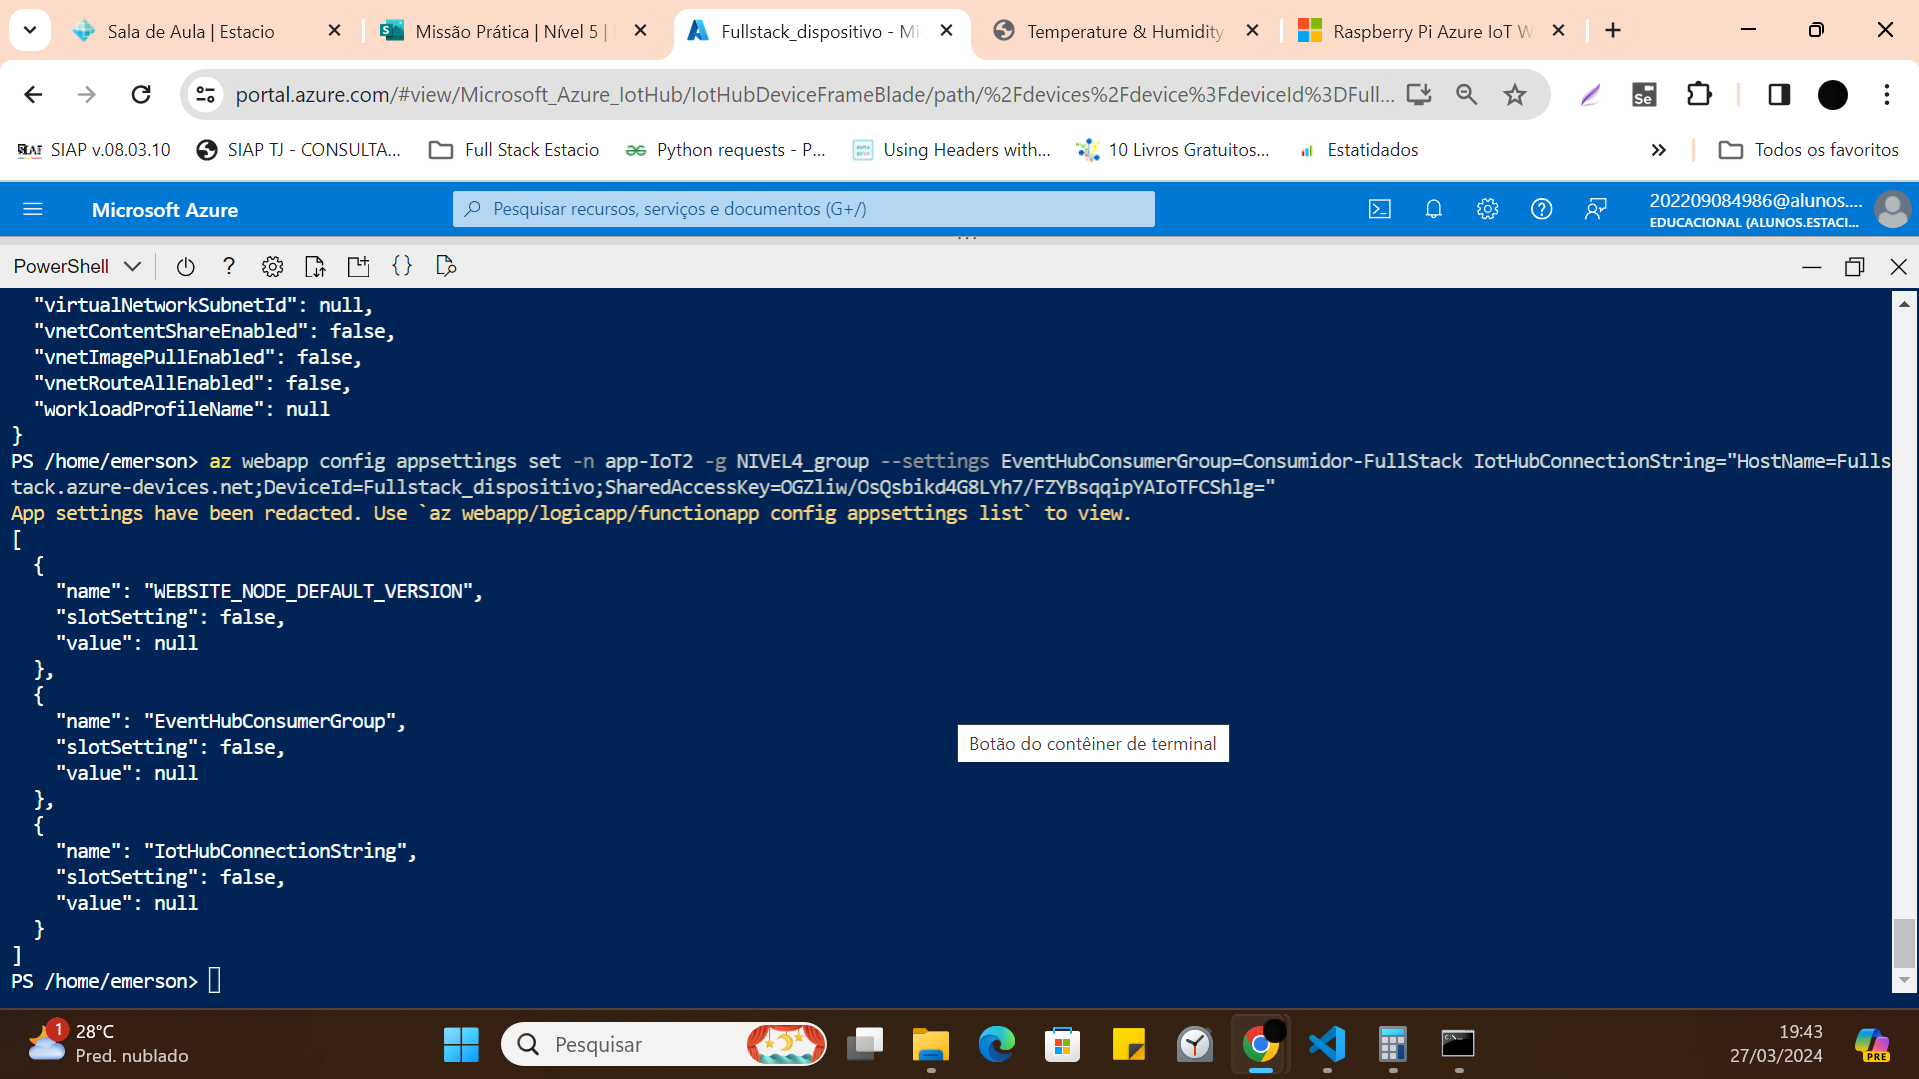 Sala de Aula | Estacio
Missão Prática | Nível 5 |
Fullstack_dispositivo - Mi
Temperature & Humidity
Raspberry Pi Azure IoT W
portal.azure.com/#view/Microsoft_Azure_IotHub/IotHubDeviceFrameBlade/path/%2Fdevices%2Fdevice%3FdeviceId%3DFull...
Se
SIAP v.08.03.10
SIAP TJ - CONSULTA...
Full Stack Estacio
Python requests - P...
Using Headers with...
10 Livros Gratuitos...
Estatidados
Todos os favoritos
Microsoft Azure
Pesquisar recursos, serviços e documentos (G+/)
202209084986@alunos....
EDUCACIONAL (ALUNOS.ESTACI...
PowerShell
"virtualNetworkSubnetId": null,
"vnetContentShareEnabled": false,
"vnetImagePullEnabled": false,
"vnetRouteAllEnabled": false,
"workloadProfileName": null
}
PS /home/emerson> az webapp config appsettings set -n app-IoT2 -g NIVEL4_group --settings EventHubConsumerGroup=Consumidor-FullStack IotHubConnectionString="HostName=Fulls
tack.azure-devices.net;DeviceId=Fullstack_dispositivo;SharedAccessKey=OGZliw/OsQsbikd4G8LYh7/FZYBsqqipYAIoTFCShlg="
App settings have been redacted. Use `az webapp/logicapp/functionapp config appsettings list` to view.
[
{
"name": "WEBSITE_NODE_DEFAULT_VERSION",
"slotSetting": false,
"value": null
},
{
"name": "EventHubConsumerGroup",
"slotSetting": false,
"value": null
},
{
"name": "IotHubConnectionString",
"slotSetting": false,
"value": null
}
]
PS /home/emerson>
Botão do contêiner de terminal
1
28°C
Pred. nublado
Pesquisar
19:43
27/03/2024
PRE